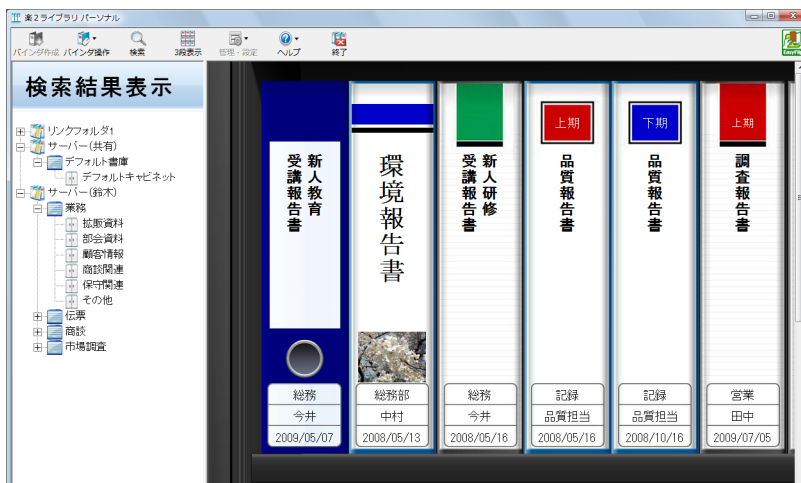 楽2ライブラリ パーソナル
バインダ作成 バインダ操作 検索 3段表示 管理・設定 ヘルプ 終了
EasyFile
検索結果表示
リンクフォルダ1
サーバー(共有)
デフォルト書庫
デフォルトキャビネット
サーバー(鈴木)
業務
拡販資料
部会資料
顧客情報
商談関連
保守関連
その他
伝票
商談
市場調査
新人教育
受講報告書
総務
今井
2009/05/07
環境報告書
総務部
中村
2008/05/13
新人研修
受講報告書
総務
今井
2008/05/16
上期
品質報告書
記録
品質担当
2008/05/16
下期
品質報告書
記録
品質担当
2008/10/16
上期
調査報告書
営業
田中
2009/07/05